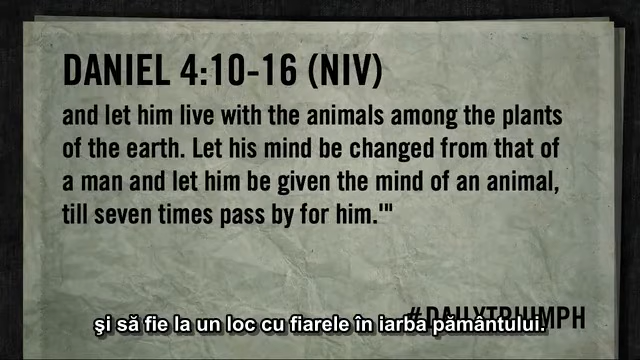 DANIEL 4:10-16 (NIV)
and let him live with the animals among the plants
of the earth. Let his mind be changed from that of
a man and let him be given the mind of an animal,
till seven times pass by for him.'"
#DAILYTRIUMPH
şi să fie la un loc cu fiarele în iarba pământului.